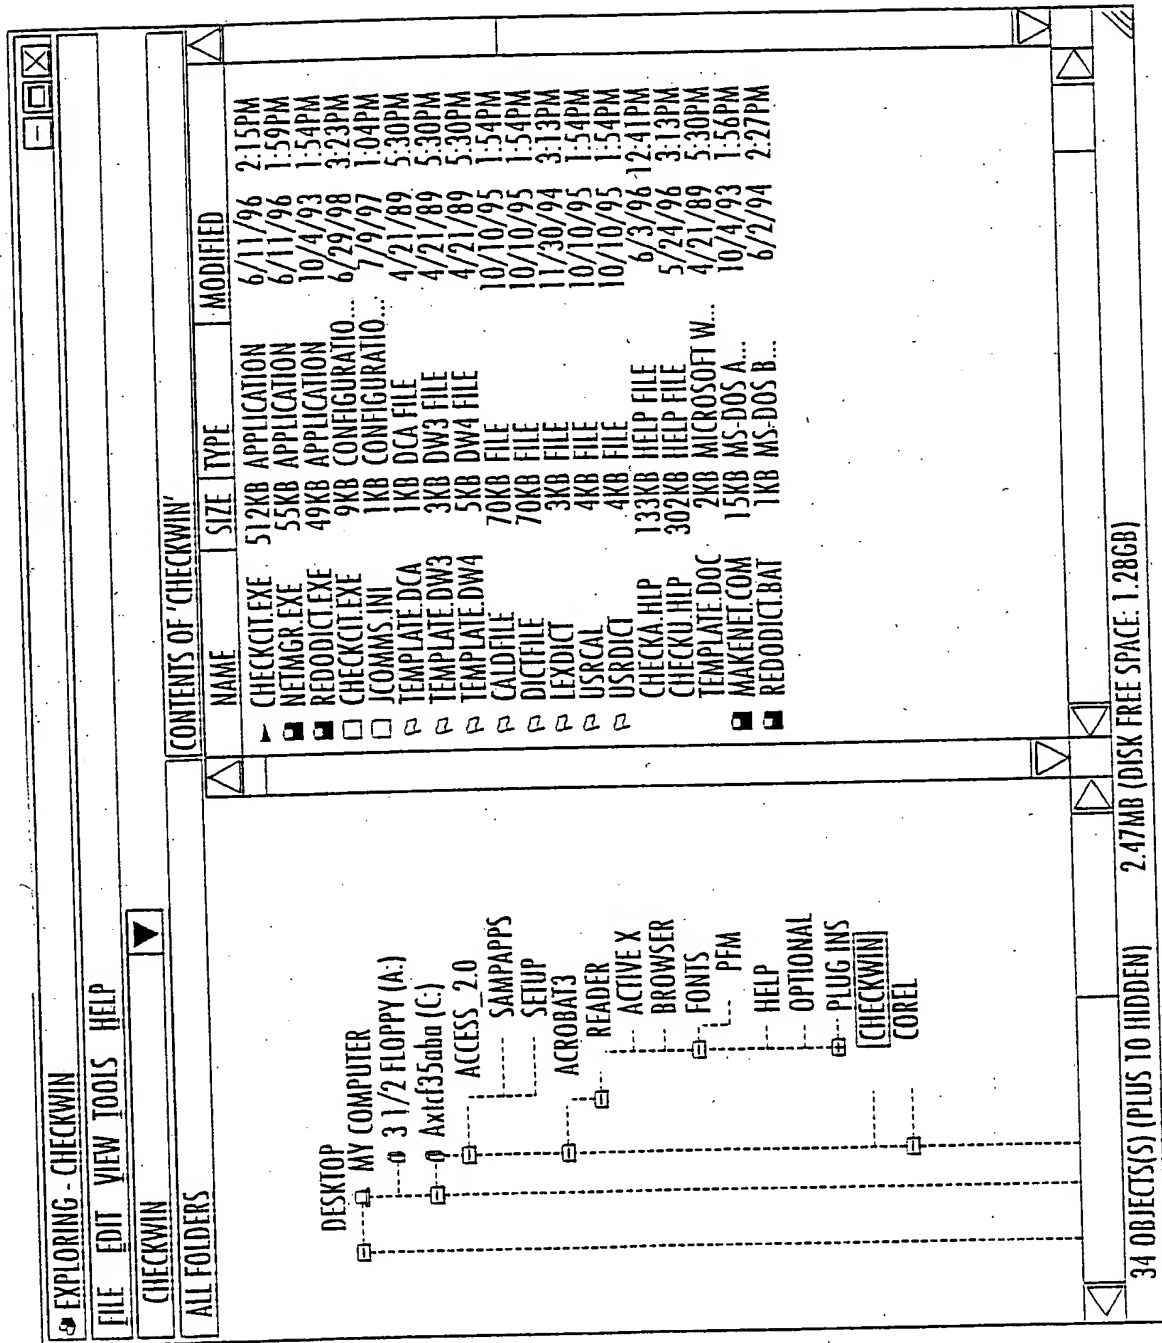 EXPLORING - CHECKWIN
FILE EDIT VIEW TOOLS HELP
CHECKWIN
ALL FOLDERS
CONTENTS OF 'CHECKWIN'
DESKTOP
MY COMPUTER
3 1/2 FLOPPY (A:)
Axtcf35aba (C:)
ACCESS_2.0
SAMPAPPS
SETUP
ACROBAT3
READER
ACTIVE X
BROWSER
FONTS
PFM
HELP
OPTIONAL
PLUG INS
CHECKWIN
COREL
NAME SIZE TYPE MODIFIED
CHECKCIT.EXE 512KB APPLICATION 6/11/96 2:15PM
NETMGR.EXE 55KB APPLICATION 6/11/96 1:59PM
REDODICT.EXE 49KB APPLICATION 10/4/93 1:54PM
CHECKCIT.EXE 9KB CONFIGURATIO... 6/29/98 3:23PM
JCOMMS.INI 1KB CONFIGURATIO... 7/9/97 1:04PM
TEMPLATE.DCA 1KB DCA FILE 4/21/89 5:30PM
TEMPLATE.DW3 3KB DW3 FILE 4/21/89 5:30PM
TEMPLATE.DW4 5KB DW4 FILE 4/21/89 5:30PM
CALDFILE 70KB FILE 10/10/95 1:54PM
DICTFILE 70KB FILE 10/10/95 1:54PM
LEXDICT 3KB FILE 11/30/94 3:13PM
USRCAL 4KB FILE 10/10/95 1:54PM
USRDICT 4KB FILE 10/10/95 1:54PM
CHECKA.HLP 133KB HELP FILE 6/3/96 12:41PM
CHECKU.HLP 302KB HELP FILE 5/24/96 3:13PM
TEMPLATE.DOC 2KB MICROSOFT W... 4/21/89 5:30PM
MAKENET.COM 15KB MS-DOS A... 10/4/93 1:56PM
REDODICT.BAT 1KB MS-DOS B... 6/2/94 2:27PM
34 OBJECTS(S) (PLUS 10 HIDDEN) 2.47MB (DISK FREE SPACE: 1.28GB)